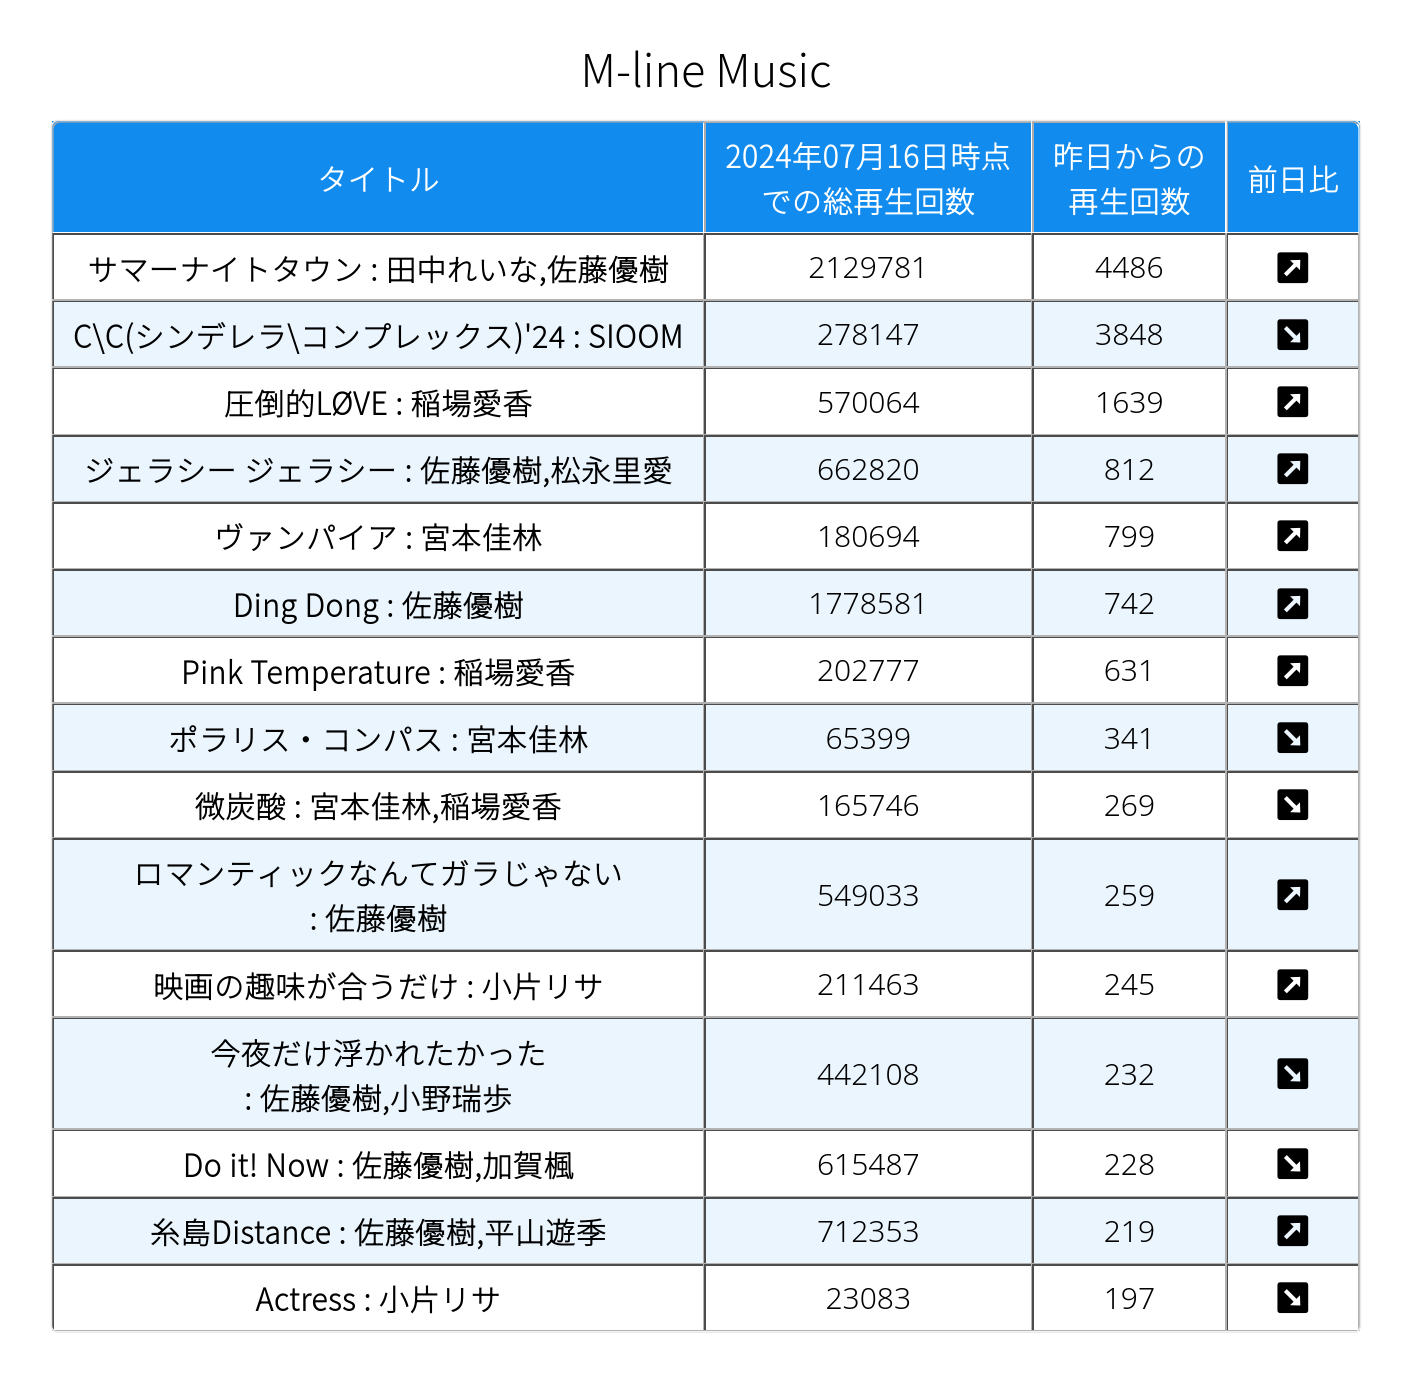 M-line Music
タイトル
2024年07月16日時点
での総再生回数
昨日からの
再生回数
前日比
サマーナイトタウン : 田中れいな,佐藤優樹 2129781 4486
C\C(シンデレラ\コンプレックス)'24 : SIOOM 278147 3848
圧倒的LØVE : 稲場愛香 570064 1639
ジェラシー ジェラシー : 佐藤優樹,松永里愛 662820 812
ヴァンパイア : 宮本佳林 180694 799
Ding Dong : 佐藤優樹 1778581 742
Pink Temperature : 稲場愛香 202777 631
ポラリス・コンパス : 宮本佳林 65399 341
微炭酸 : 宮本佳林,稲場愛香 165746 269
ロマンティックなんてガラじゃない
: 佐藤優樹 549033 259
映画の趣味が合うだけ : 小片リサ 211463 245
今夜だけ浮かれたかった
: 佐藤優樹,小野瑞歩 442108 232
Do it! Now : 佐藤優樹,加賀楓 615487 228
糸島Distance : 佐藤優樹,平山遊季 712353 219
Actress : 小片リサ 23083 197